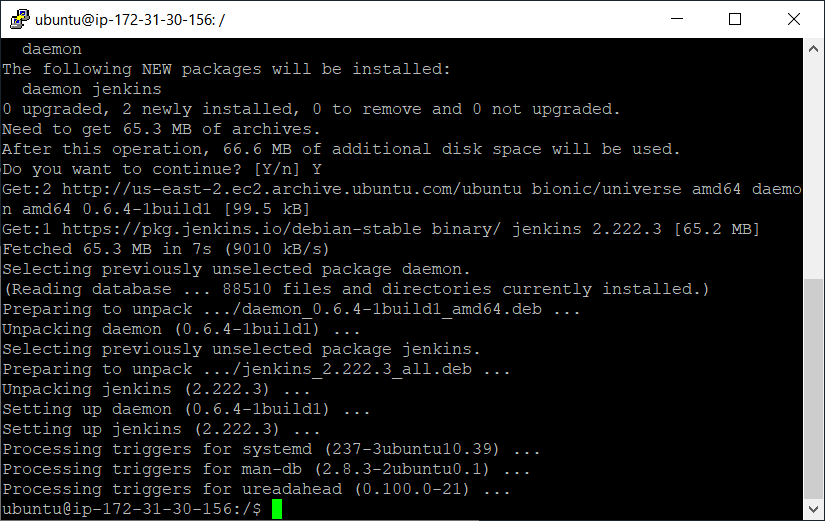 ubuntu@ip-172-31-30-156: /
  daemon
The following NEW packages will be installed:
  daemon jenkins
0 upgraded, 2 newly installed, 0 to remove and 0 not upgraded.
Need to get 65.3 MB of archives.
After this operation, 66.6 MB of additional disk space will be used.
Do you want to continue? [Y/n] Y
Get:2 http://us-east-2.ec2.archive.ubuntu.com/ubuntu bionic/universe amd64 daemo
n amd64 0.6.4-1build1 [99.5 kB]
Get:1 https://pkg.jenkins.io/debian-stable binary/ jenkins 2.222.3 [65.2 MB]
Fetched 65.3 MB in 7s (9010 kB/s)
Selecting previously unselected package daemon.
(Reading database ... 88510 files and directories currently installed.)
Preparing to unpack .../daemon_0.6.4-1build1_amd64.deb ...
Unpacking daemon (0.6.4-1build1) ...
Selecting previously unselected package jenkins.
Preparing to unpack .../jenkins_2.222.3_all.deb ...
Unpacking jenkins (2.222.3) ...
Setting up daemon (0.6.4-1build1) ...
Setting up jenkins (2.222.3) ...
Processing triggers for systemd (237-3ubuntu10.39) ...
Processing triggers for man-db (2.8.3-2ubuntu0.1) ...
Processing triggers for ureadahead (0.100.0-21) ...
ubuntu@ip-172-31-30-156:/$